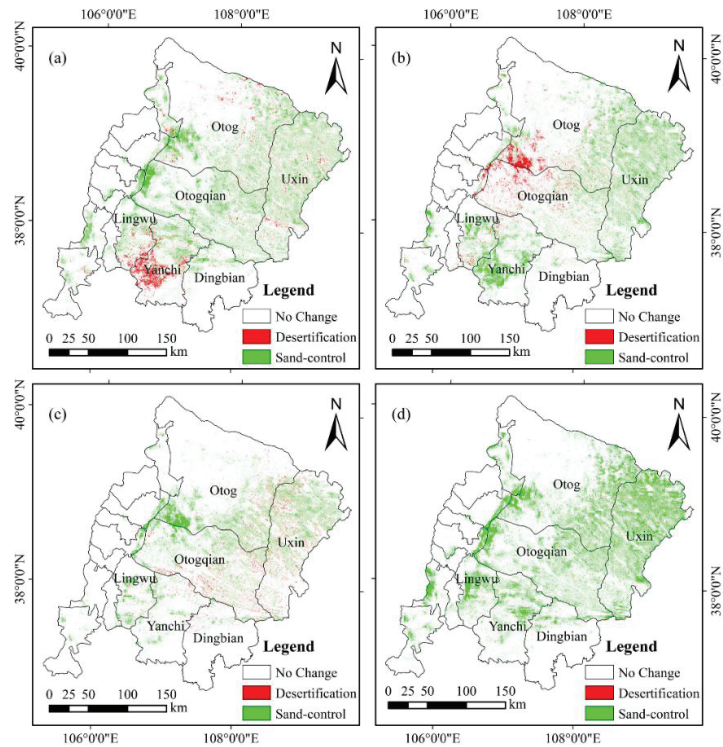 106°0'0"E 108°0'0"E 106°0'0"E 108°0'0"E
40°0'0"N
38°0'0"N
(a)
N
Otog
Uxin
Otogqian
Lingwu
Yanchi
Dingbian
Legend
No Change
Desertification
Sand-control
0 25 50 100 150
km
(b)
N
Otog
Uxin
Otogqian
Lingwu
Yanchi
Dingbian
Legend
No Change
Desertification
Sand-control
0 25 50 100 150
km
40°0'0"N
38°0'0"N
40°0'0"N
38°0'0"N
(c)
N
Otog
Uxin
Otogqian
Lingwu
Yanchi
Dingbian
Legend
No Change
Desertification
Sand-control
0 25 50 100 150
km
(d)
N
Otog
Uxin
Otogqian
Lingwu
Yanchi
Dingbian
Legend
No Change
Desertification
Sand-control
0 25 50 100 150
km
40°0'0"N
38°0'0"N
106°0'0"E 108°0'0"E 106°0'0"E 108°0'0"E